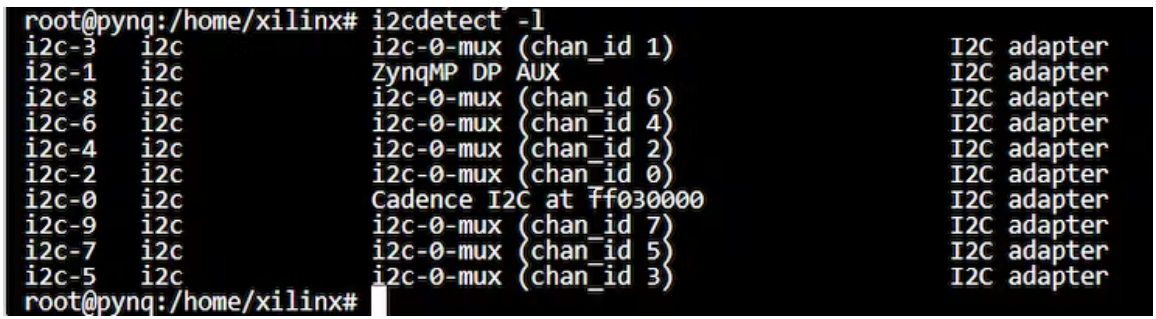 root@pynq:/home/xilinx# i2cdetect -l
i2c-3 i2c i2c-0-mux (chan_id 1) I2C adapter
i2c-1 i2c ZynqMP DP AUX I2C adapter
i2c-8 i2c i2c-0-mux (chan_id 6) I2C adapter
i2c-6 i2c i2c-0-mux (chan_id 4) I2C adapter
i2c-4 i2c i2c-0-mux (chan_id 2) I2C adapter
i2c-2 i2c i2c-0-mux (chan_id 0) I2C adapter
i2c-0 i2c Cadence I2C at ff030000 I2C adapter
i2c-9 i2c i2c-0-mux (chan_id 7) I2C adapter
i2c-7 i2c i2c-0-mux (chan_id 5) I2C adapter
i2c-5 i2c i2c-0-mux (chan_id 3) I2C adapter
root@pynq:/home/xilinx#